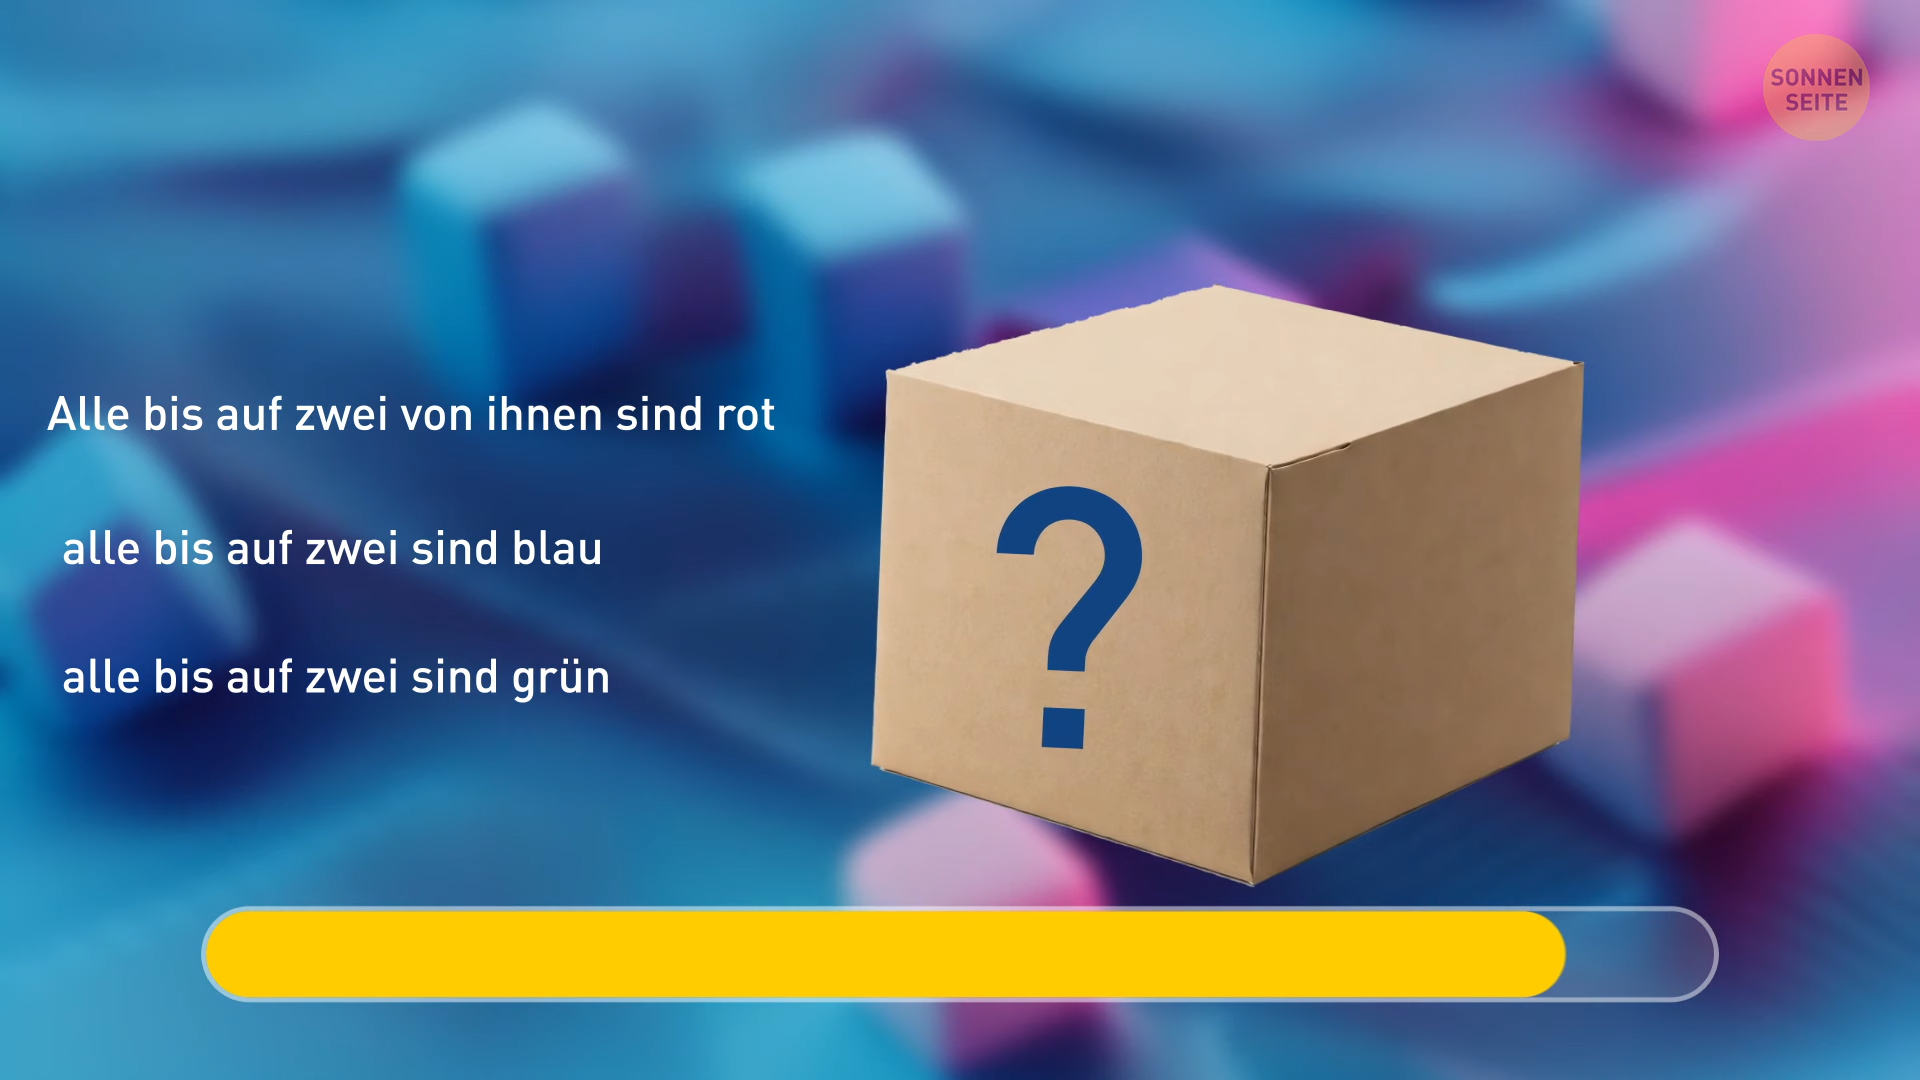 SONNEN
SEITE
Alle bis auf zwei von ihnen sind rot
alle bis auf zwei sind blau
alle bis auf zwei sind grün
?